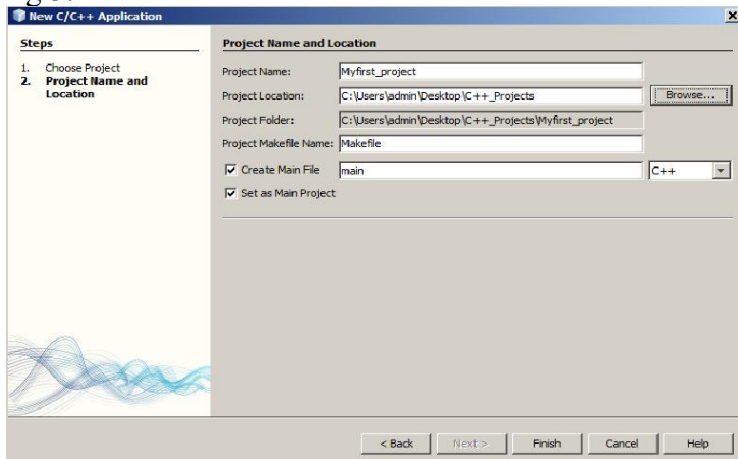 New C/C++ Application
Steps
1. Choose Project
2. Project Name and
Location
Project Name and Location
Project Name: Myfirst_project
Project Location: C:\Users\admin\Desktop\C++_Projects Browse...
Project Folder: C:\Users\admin\Desktop\C++_Projects\Myfirst_project
Project Makefile Name: Makefile
Create Main File main C++
Set as Main Project
< Back Next > Finish Cancel Help